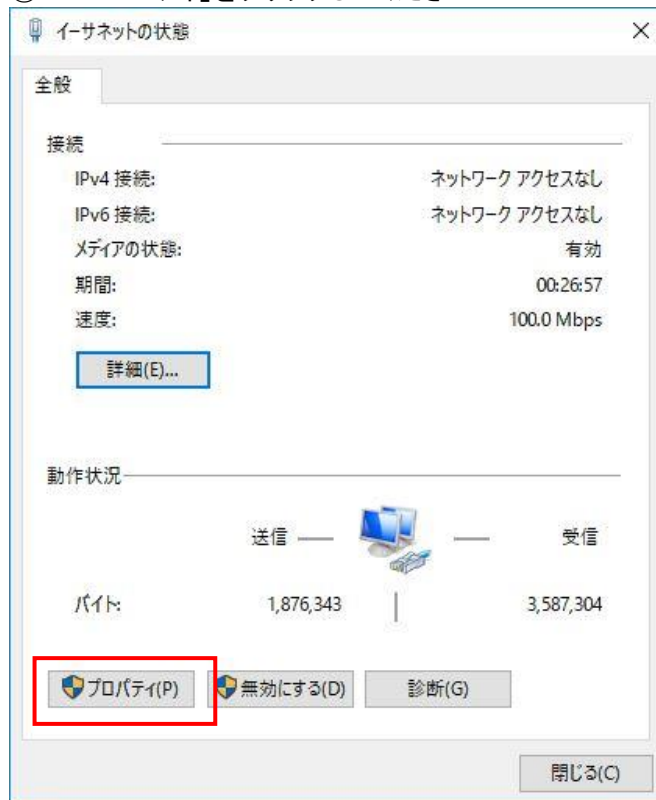 イーサネットの状態
全般
接続
IPv4 接続: ネットワーク アクセスなし
IPv6 接続: ネットワーク アクセスなし
メディアの状態: 有効
期間: 00:26:57
速度: 100.0 Mbps
詳細(E)...
動作状況
送信 受信
バイト: 1,876,343 3,587,304
プロパティ(P) 無効にする(D) 診断(G)
閉じる(C)